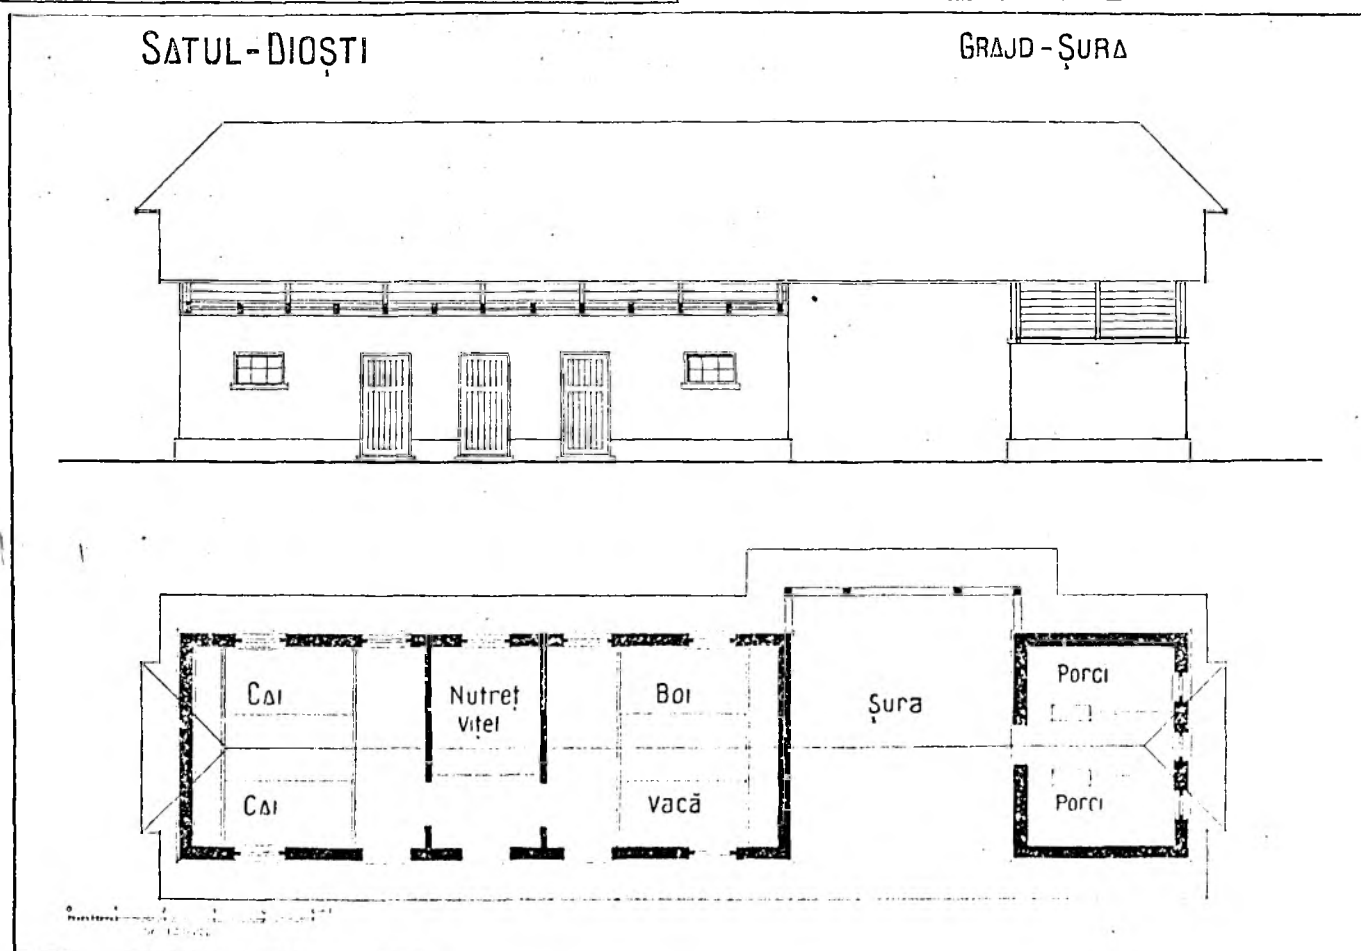 SATUL-DIOȘTI
GRAJD-ȘURA
Cai
Nutreț
Vițel
Boi
Șura
Porci
Cai
Vacă
Porci